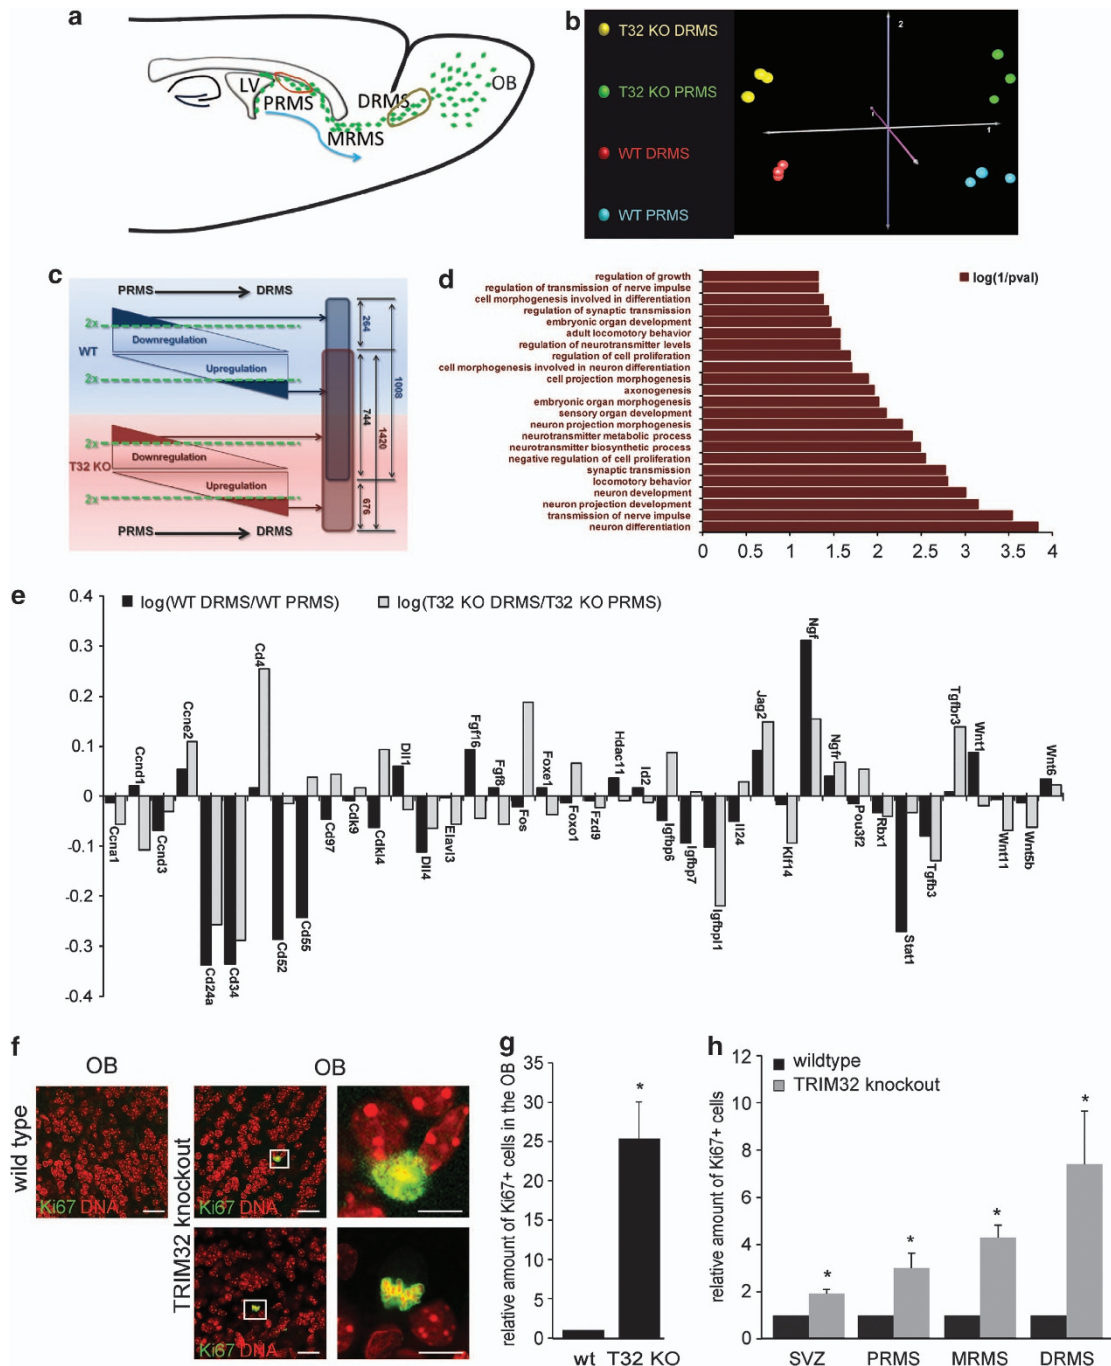 a
LV
PRMS
MRMS
DRMS
OB
b
T32 KO DRMS
T32 KO PRMS
WT DRMS
WT PRMS
2
1
c
PRMS
DRMS
2x
WT
Downregulation
Upregulation
2x
2x
T32 KO
Downregulation
Upregulation
2x
PRMS
DRMS
264
1008
744
1420
676
d
log(1/pval)
regulation of growth
regulation of transmission of nerve impulse
cell morphogenesis involved in differentiation
regulation of synaptic transmission
embryonic organ development
adult locomotory behavior
regulation of neurotransmitter levels
regulation of cell proliferation
cell morphogenesis involved in neuron differentiation
cell projection morphogenesis
axonogenesis
embryonic organ morphogenesis
sensory organ development
neuron projection morphogenesis
neurotransmitter metabolic process
neurotransmitter biosynthetic process
negative regulation of cell proliferation
synaptic transmission
locomotory behavior
neuron development
neuron projection development
transmission of nerve impulse
neuron differentiation
0 0.5 1 1.5 2 2.5 3 3.5 4
e
log(WT DRMS/WT PRMS)
log(T32 KO DRMS/T32 KO PRMS)
0.4
0.3
0.2
0.1
0
-0.1
-0.2
-0.3
-0.4
Ccna1
Ccnd1
Ccnd3
Ccne2
Cd24a
Cd34
Cd4
Cd52
Cd55
Cd97
Cdk9
Cdkl4
Dll1
Dll4
Elavl3
Fgf16
Fgf8
Fos
Foxe1
Foxo1
Fzd9
Hdac11
Id2
Igfbp6
Igfbp7
Igfbpl1
Il24
Jag2
Klf14
Ngf
Ngfr
Pou3f2
Rbx1
Stat1
Tgfb3
Tgfbr3
Wnt1
Wnt11
Wnt5b
Wnt6
f
OB
OB
wild type
Ki67 DNA
TRIM32 knockout
Ki67 DNA
Ki67 DNA
g
relative amount of Ki67+ cells in the OB
35
30
25
20
15
10
5
0
*
wt T32 KO
h
relative amount of Ki67+ cells
wildtype
TRIM32 knockout
12
10
8
6
4
2
0
*
*
*
*
SVZ PRMS MRMS DRMS